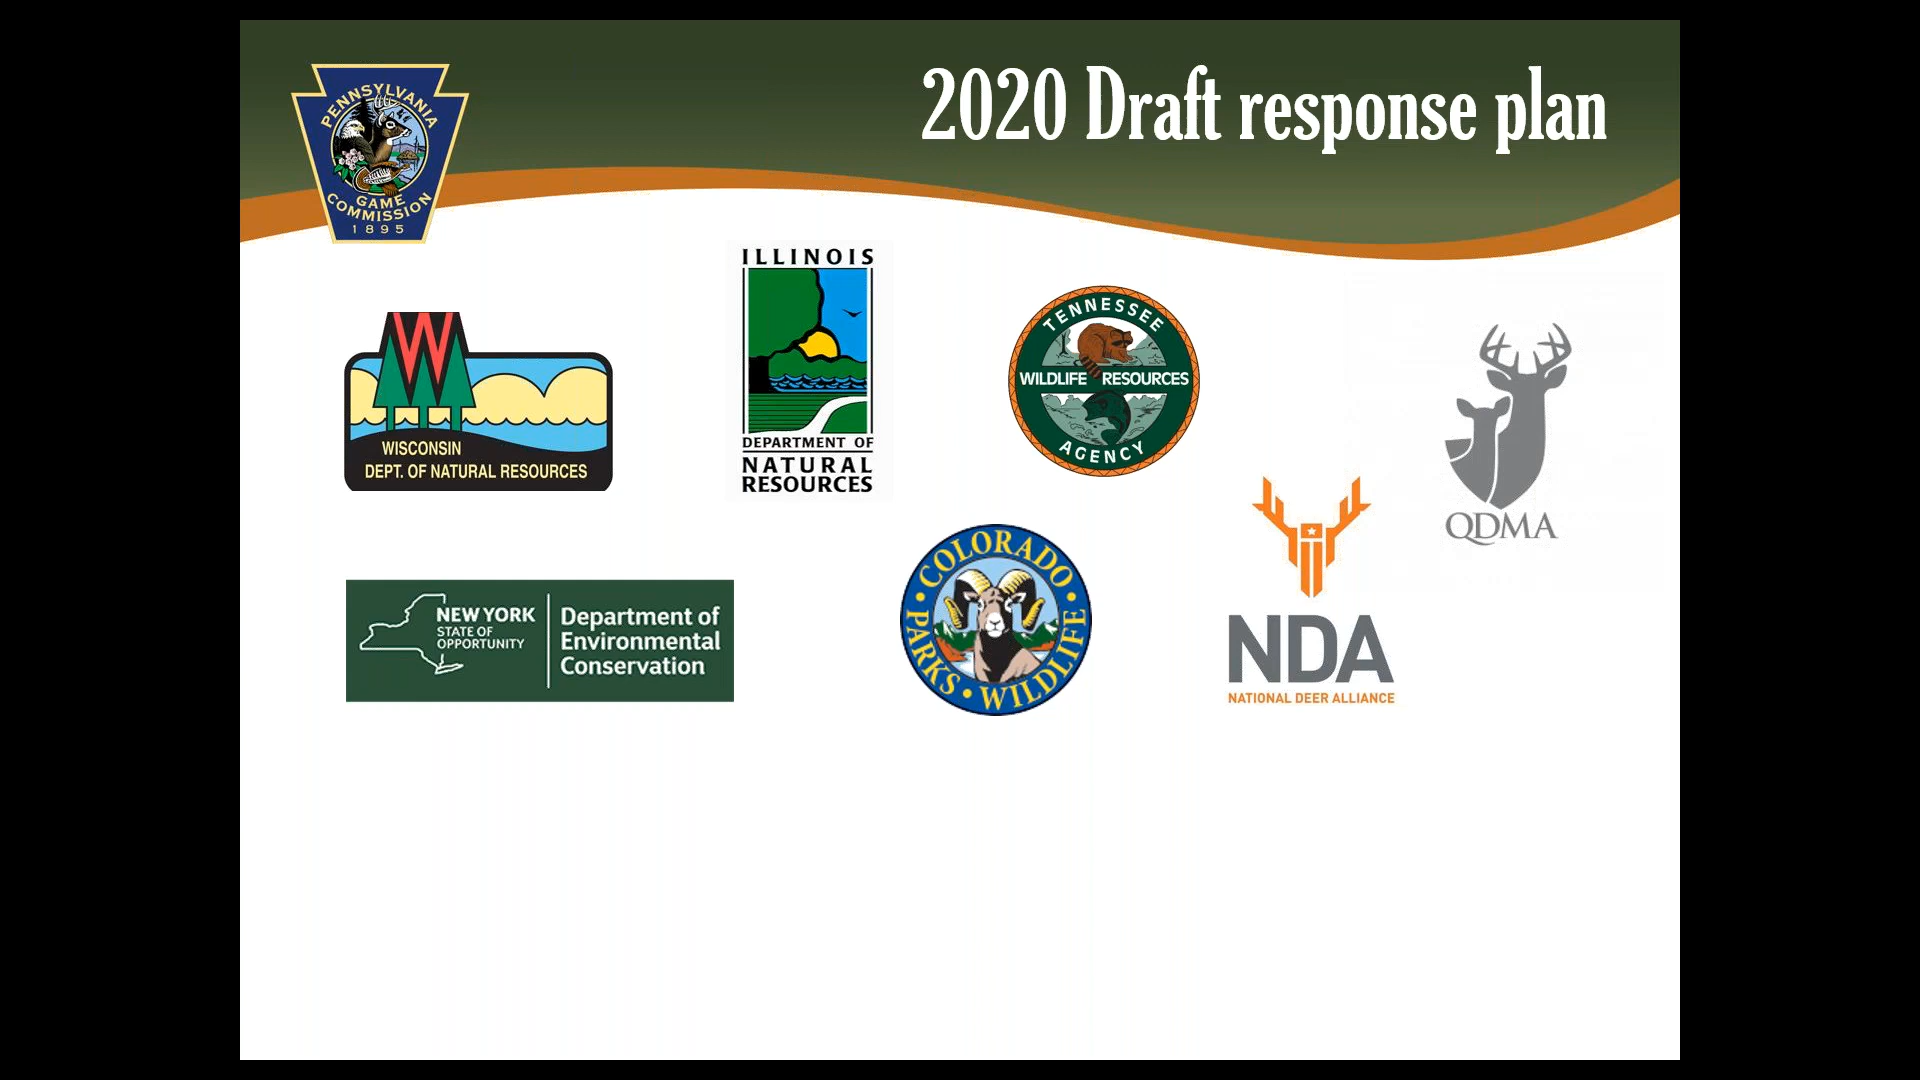 2020 Draft response plan
PENNSYLVANIA
GAME
COMMISSION
1895
ILLINOIS
DEPARTMENT OF
NATURAL
RESOURCES
TENNESSEE
WILDLIFE RESOURCES
AGENCY
WISCONSIN
DEPT. OF NATURAL RESOURCES
QDMA
NEW YORK
STATE OF
OPPORTUNITY
Department of
Environmental
Conservation
COLORADO
PARKS • WILDLIFE
NDA
NATIONAL DEER ALLIANCE